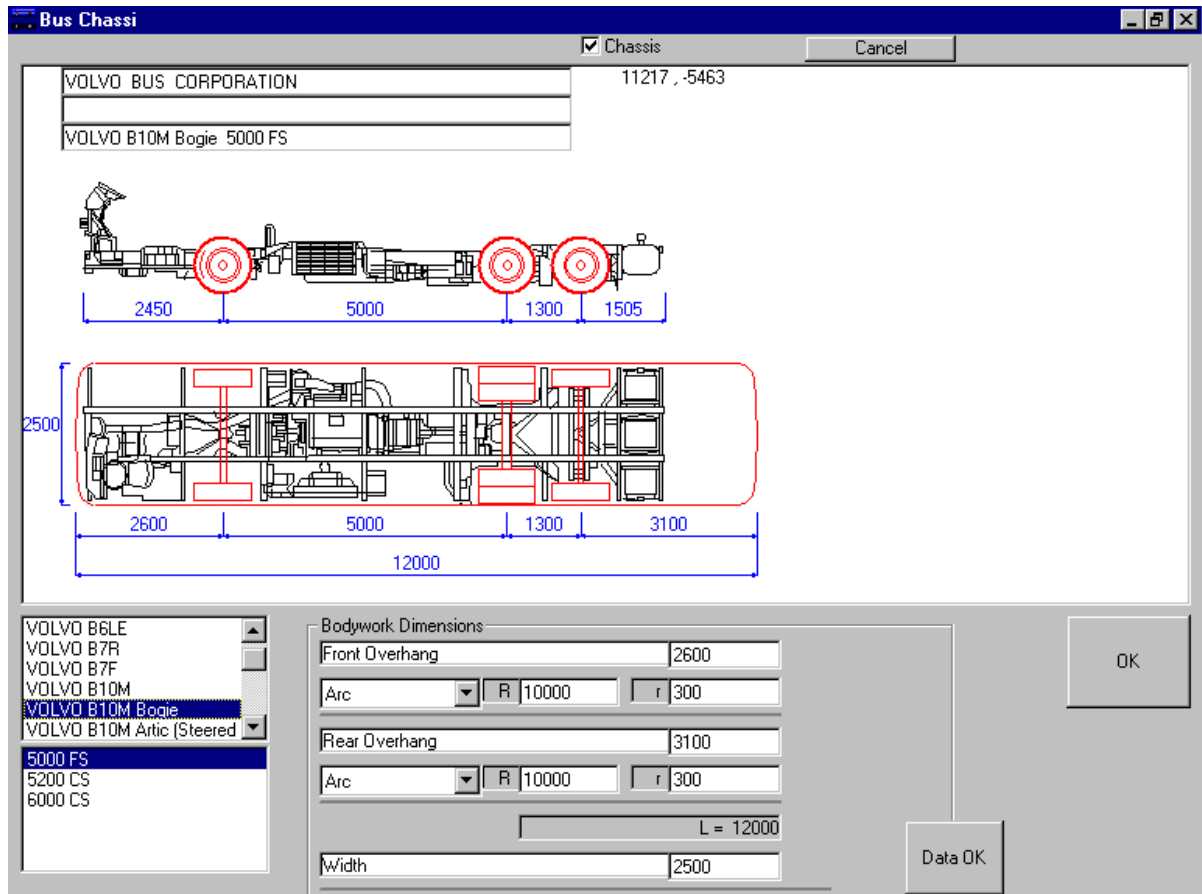 Bus Chassi
Chassis Cancel
VOLVO BUS CORPORATION
11217 , -5463
VOLVO B10M Bogie 5000 FS
2450 5000 1300 1505
2500
2600 5000 1300 3100
12000
VOLVO B6LE
VOLVO B7R
VOLVO B7F
VOLVO B10M
VOLVO B10M Bogie
VOLVO B10M Artic (Steered
5000 FS
5200 CS
6000 CS
Bodywork Dimensions
Front Overhang 2600
Arc R 10000 r 300
Rear Overhang 3100
Arc R 10000 r 300
L = 12000
Width 2500
Data OK
OK